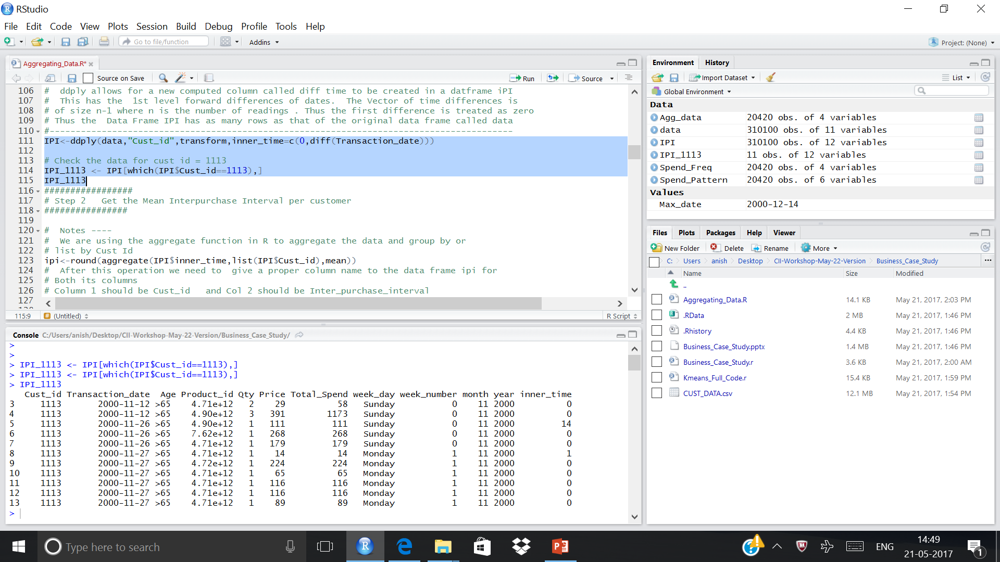 RStudio
File Edit Code View Plots Session Build Debug Profile Tools Help
Go to file/function
Addins
Project: (None)
Aggregating_Data.R*
Source on Save
Run
Source
106 #  ddply allows for a new computed column called diff time to be created in a datframe iPI
107 #  This has the  1st level forward differences of dates.  The Vector of time differences is
108 # of size n-1 where n is the number of readings . Thus the first difference is treated as zero
109 # Thus the  Data Frame IPI has as many rows as that of the original data frame called data
110 #-----------------------------------------------------------------------------------------
111 IPI<-ddply(data,"Cust_id",transform,inner_time=c(0,diff(Transaction_date)))
112
113 # Check the data for cust id = 1113
114 IPI_1113 <- IPI[which(IPI$Cust_id==1113),]
115 IPI_1113
116 #################
117 # Step 2   Get the Mean Interpurchase Interval per customer
118 ################
119
120 #  Notes ----
121 #  We are using the aggregate function in R to aggregate the data and group by or
122 # list by Cust Id
123 ipi<-round(aggregate(IPI$inner_time,list(IPI$Cust_id),mean))
124 #  After this operation we need to  give a proper column name to the data frame ipi for
125 # Both its columns
126 # Column 1 should be Cust_id   and Col 2 should be Inter_purchase_interval
127
115:9 (Untitled) R Script
Console C:/Users/anish/Desktop/CII-Workshop-May-22-Version/Business_Case_Study/
>
>
> IPI_1113 <- IPI[which(IPI$Cust_id==1113),]
> IPI_1113 <- IPI[which(IPI$Cust_id==1113),]
> IPI_1113
Cust_id Transaction_date Age Product_id Qty Price Total_Spend week_day week_number month year inner_time
3 1113 2000-11-12 >65 4.71e+12 2 29 58 Sunday 0 11 2000 0
4 1113 2000-11-12 >65 4.90e+12 3 391 1173 Sunday 0 11 2000 0
5 1113 2000-11-26 >65 4.90e+12 1 111 111 Sunday 0 11 2000 14
6 1113 2000-11-26 >65 7.62e+12 1 268 268 Sunday 0 11 2000 0
7 1113 2000-11-26 >65 4.71e+12 1 179 179 Sunday 0 11 2000 0
8 1113 2000-11-27 >65 4.71e+12 1 14 14 Monday 1 11 2000 1
9 1113 2000-11-27 >65 4.72e+12 1 224 224 Monday 1 11 2000 0
10 1113 2000-11-27 >65 4.71e+12 1 65 65 Monday 1 11 2000 0
11 1113 2000-11-27 >65 4.71e+12 1 116 116 Monday 1 11 2000 0
12 1113 2000-11-27 >65 4.71e+12 1 116 116 Monday 1 11 2000 0
13 1113 2000-11-27 >65 4.71e+12 1 89 89 Monday 1 11 2000 0
>
Environment History
Import Dataset List
Global Environment
Data
Agg_data 20420 obs. of 4 variables
data 310100 obs. of 11 variables
IPI 310100 obs. of 12 variables
IPI_1113 11 obs. of 12 variables
Spend_Freq 20420 obs. of 4 variables
Spend_Pattern 20420 obs. of 6 variables
Values
Max_date 2000-12-14
Files Plots Packages Help Viewer
New Folder Delete Rename More
C: Users anish Desktop CII-Workshop-May-22-Version Business_Case_Study ...
Name Size Modified
..
Aggregating_Data.R 14.1 KB May 21, 2017, 2:03 PM
.RData 2 MB May 21, 2017, 1:46 PM
.Rhistory 4.4 KB May 21, 2017, 1:46 PM
Business_Case_Study.pptx 1.4 MB May 21, 2017, 1:46 PM
Business_Case_Study.r 3.6 KB May 21, 2017, 2:00 AM
Kmeans_Full_Code.r 15.4 KB May 21, 2017, 1:59 PM
CUST_DATA.csv 12.1 MB May 21, 2017, 1:54 PM
Type here to search
ENG
14:49
21-05-2017
1